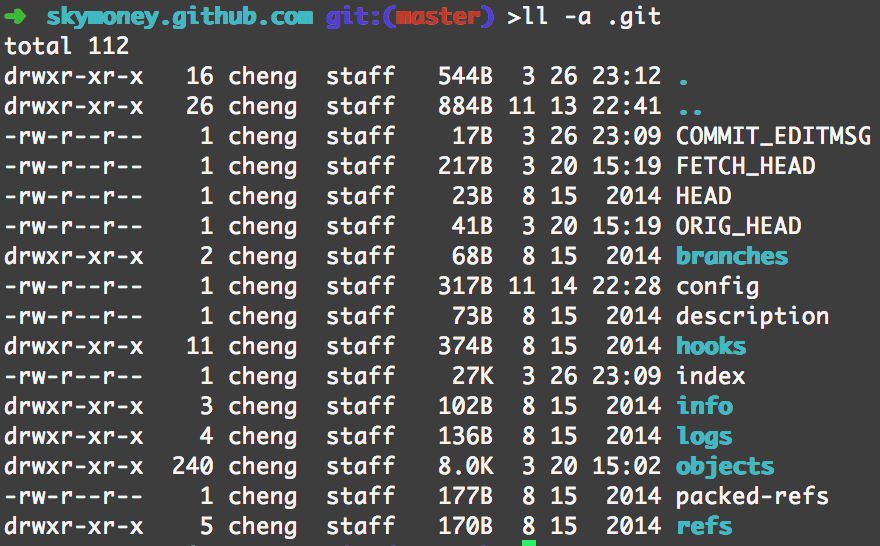 ➜  skymoney.github.com git:(master) >ll -a .git
total 112
drwxr-xr-x   16 cheng  staff   544B  3 26 23:12 .
drwxr-xr-x   26 cheng  staff   884B 11 13 22:41 ..
-rw-r--r--    1 cheng  staff    17B  3 26 23:09 COMMIT_EDITMSG
-rw-r--r--    1 cheng  staff   217B  3 20 15:19 FETCH_HEAD
-rw-r--r--    1 cheng  staff    23B  8 15  2014 HEAD
-rw-r--r--    1 cheng  staff    41B  3 20 15:19 ORIG_HEAD
drwxr-xr-x    2 cheng  staff    68B  8 15  2014 branches
-rw-r--r--    1 cheng  staff   317B 11 14 22:28 config
-rw-r--r--    1 cheng  staff    73B  8 15  2014 description
drwxr-xr-x   11 cheng  staff   374B  8 15  2014 hooks
-rw-r--r--    1 cheng  staff    27K  3 26 23:09 index
drwxr-xr-x    3 cheng  staff   102B  8 15  2014 info
drwxr-xr-x    4 cheng  staff   136B  8 15  2014 logs
drwxr-xr-x  240 cheng  staff   8.0K  3 20 15:02 objects
-rw-r--r--    1 cheng  staff   177B  8 15  2014 packed-refs
drwxr-xr-x    5 cheng  staff   170B  8 15  2014 refs